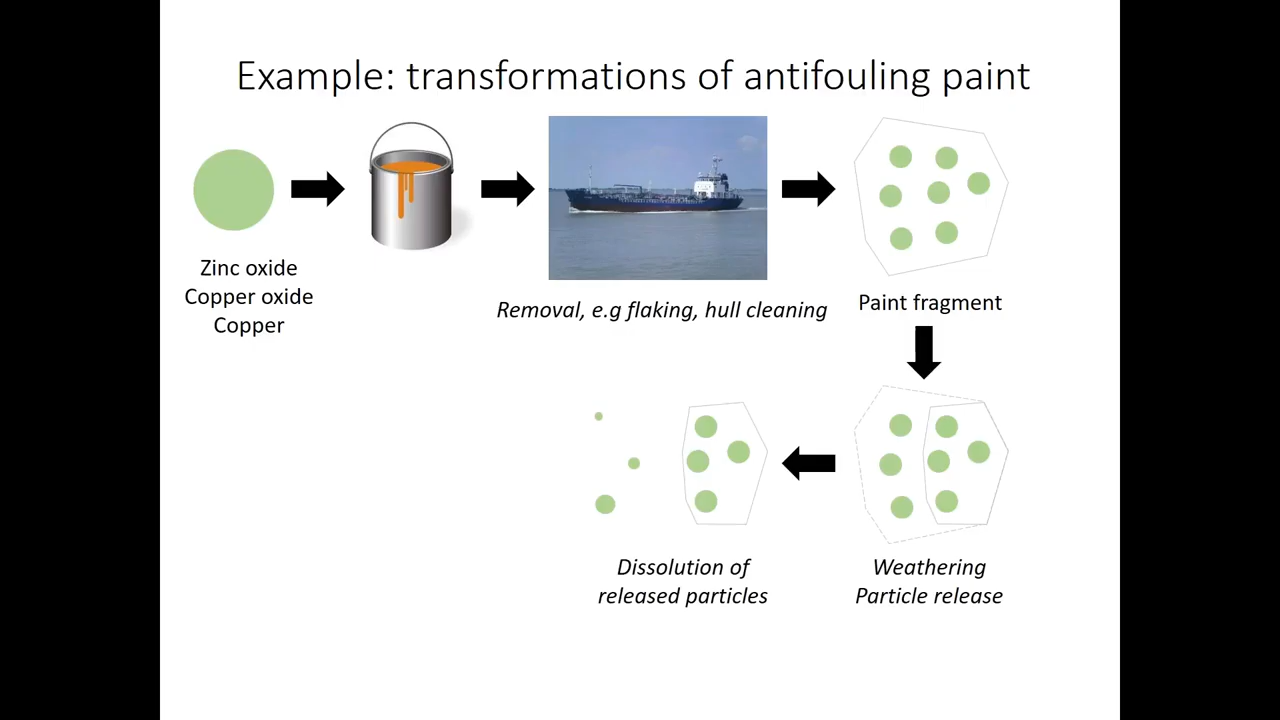 Example: transformations of antifouling paint
Zinc oxide
Copper oxide
Copper
Removal, e.g flaking, hull cleaning
Paint fragment
Dissolution of
released particles
Weathering
Particle release